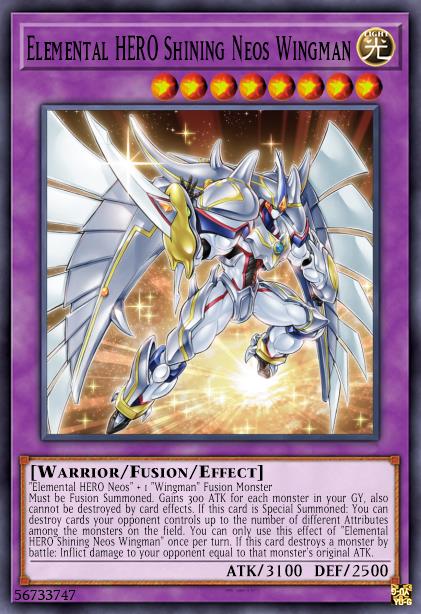 Elemental HERO Shining Neos Wingman
LIGHT
光
[Warrior/Fusion/Effect]
"Elemental HERO Neos" + 1 "Wingman" Fusion Monster
Must be Fusion Summoned. Gains 300 ATK for each monster in your GY, also
cannot be destroyed by card effects. If this card is Special Summoned: You can
destroy cards your opponent controls up to the number of different Attributes
among the monsters on the field. You can only use this effect of "Elemental
HERO Shining Neos Wingman" once per turn. If this card destroys a monster by
battle: Inflict damage to your opponent equal to that monster's original ATK.
ATK/3100 DEF/2500
56733747